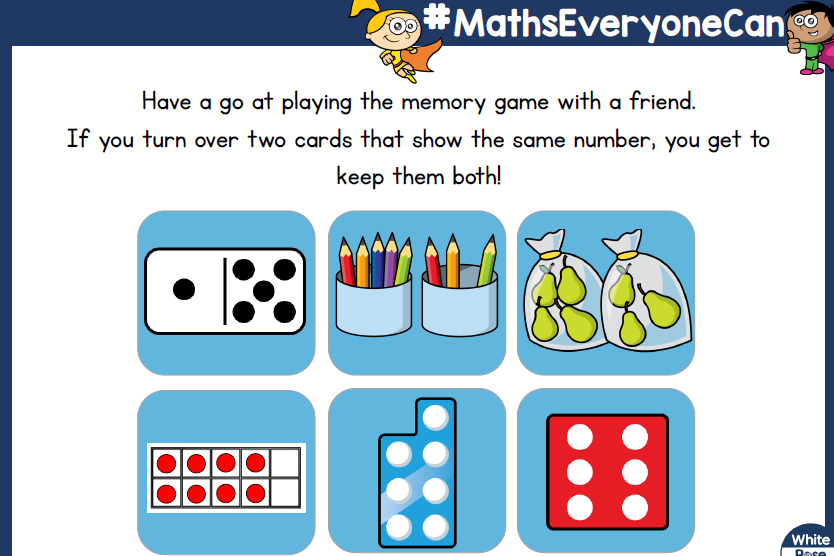 #MathsEveryoneCan
Have a go at playing the memory game with a friend.
If you turn over two cards that show the same number, you get to
keep them both!
White
Rose